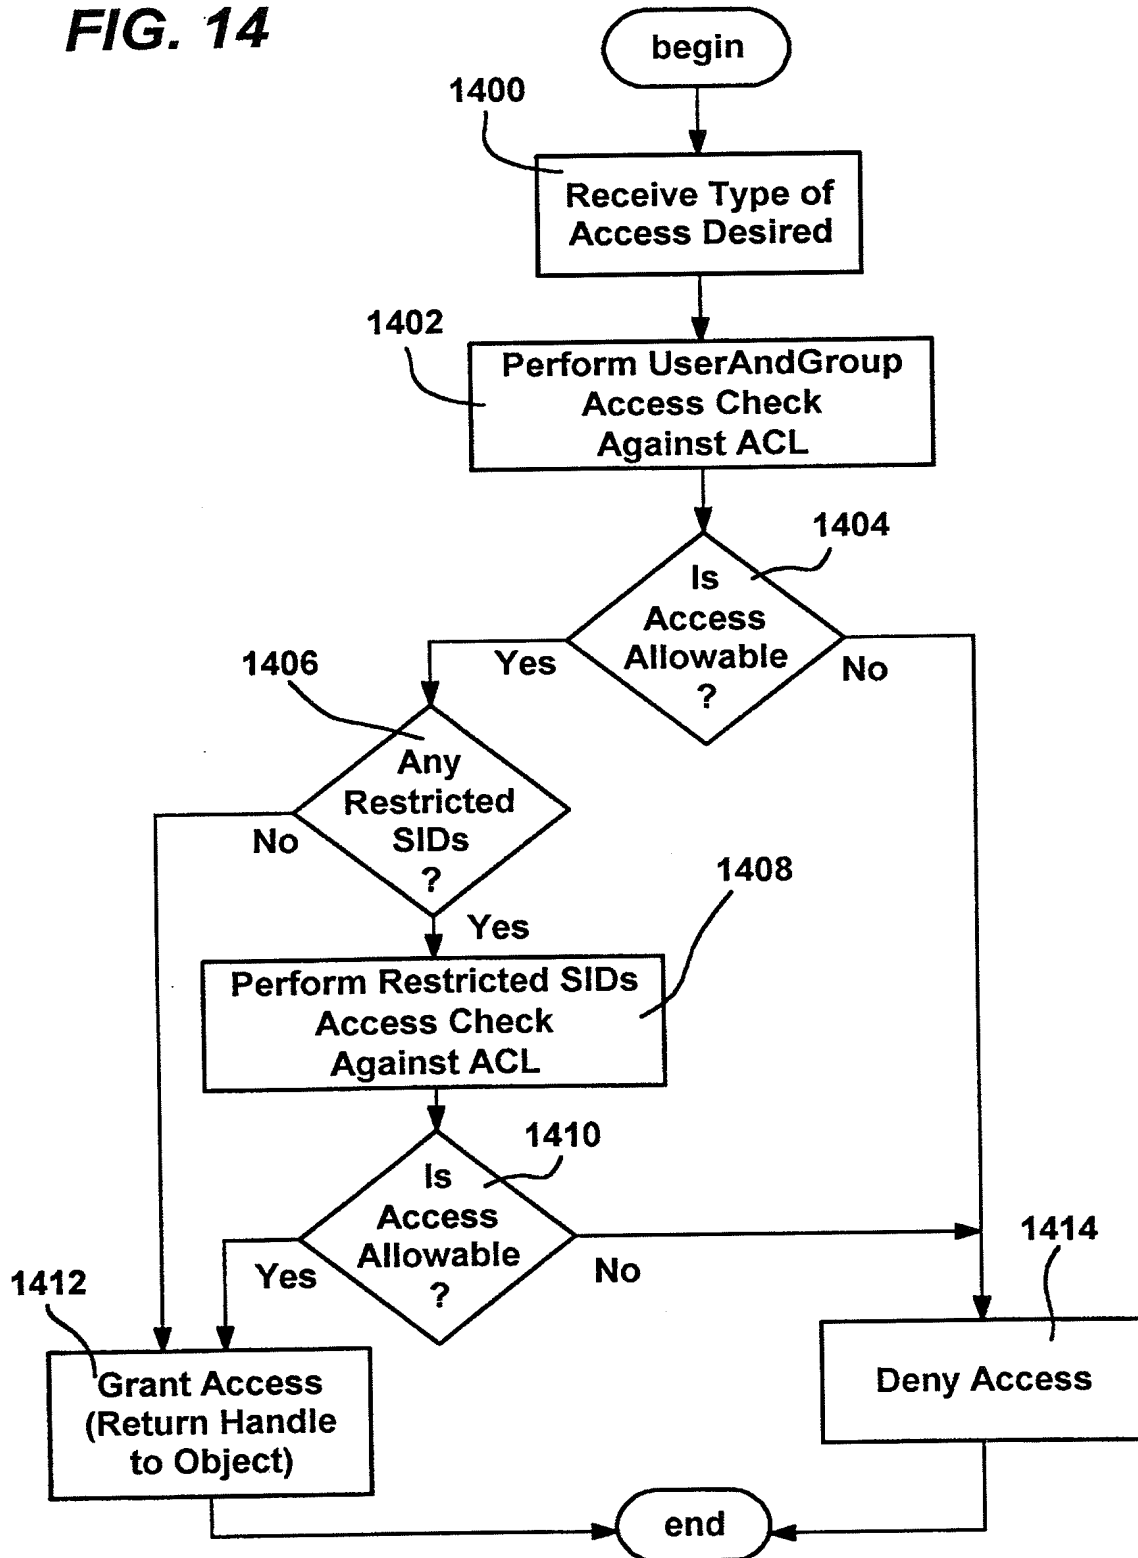 FIG. 14
begin
1400
Receive Type of
Access Desired
1402
Perform UserAndGroup
Access Check
Against ACL
1404
Is
Access
Allowable
?
Yes
No
1406
Any
Restricted
SIDs
?
No
Yes
1408
Perform Restricted SIDs
Access Check
Against ACL
1410
Is
Access
Allowable
?
Yes
No
1412
Grant Access
(Return Handle
to Object)
1414
Deny Access
end